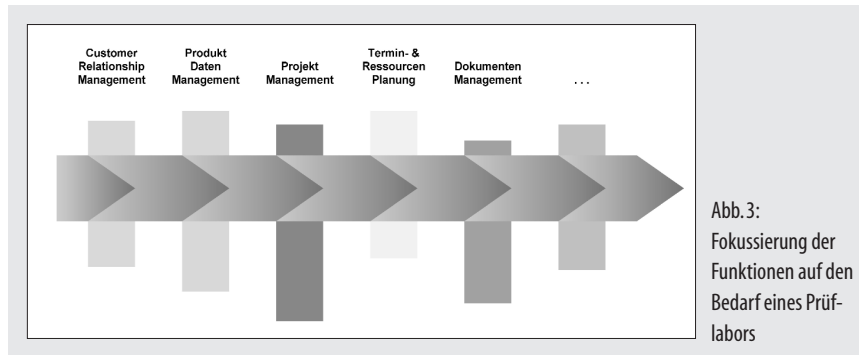 Customer
Relationship
Management
Produkt
Daten
Management
Projekt
Management
Termin- &
Ressourcen
Planung
Dokumenten
Management
...
Abb.3:
Fokussierung der
Funktionen auf den
Bedarf eines Prüf-
labors